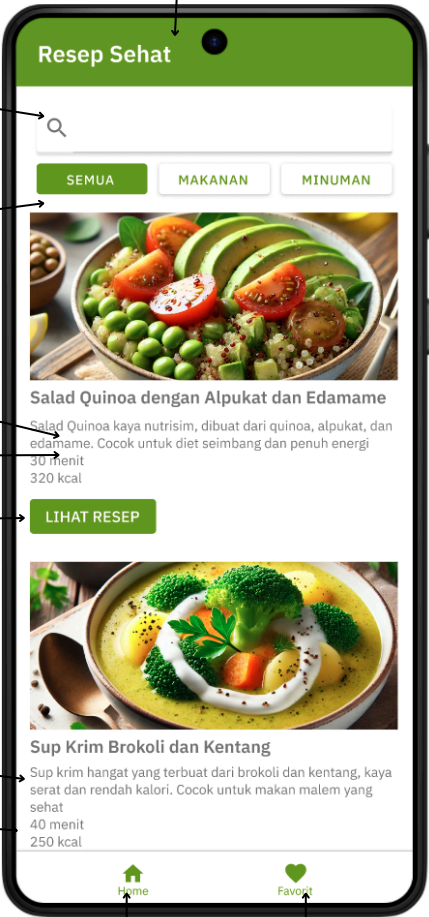 Resep Sehat
SEMUA MAKANAN MINUMAN
Salad Quinoa dengan Alpukat dan Edamame
Salad Quinoa kaya nutrisim, dibuat dari quinoa, alpukat, dan
edamame. Cocok untuk diet seimbang dan penuh energi
30 menit
320 kcal
LIHAT RESEP
Sup Krim Brokoli dan Kentang
Sup krim hangat yang terbuat dari brokoli dan kentang, kaya
serat dan rendah kalori. Cocok untuk makan malem yang
sehat
40 menit
250 kcal
Home Favorit